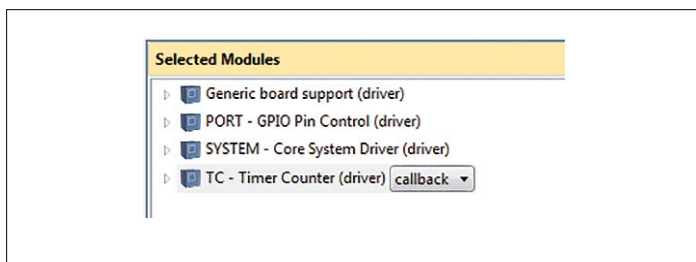 Selected Modules
Generic board support (driver)
PORT - GPIO Pin Control (driver)
SYSTEM - Core System Driver (driver)
TC - Timer Counter (driver) callback